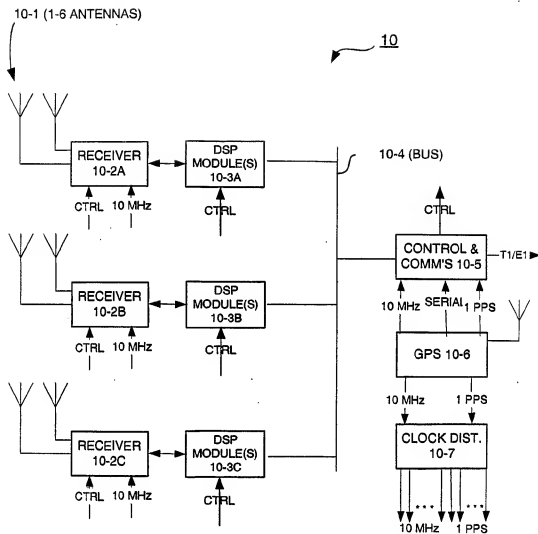 10-1 (1-6 ANTENNAS)
10
RECEIVER
10-2A
DSP
MODULE(S)
10-3A
10-4 (BUS)
CTRL
10 MHz
CTRL
CTRL
CONTROL &
COMM'S 10-5
T1/E1
RECEIVER
10-2B
DSP
MODULE(S)
10-3B
10 MHz
SERIAL
1 PPS
CTRL
10 MHz
CTRL
GPS 10-6
10 MHz
1 PPS
RECEIVER
10-2C
DSP
MODULE(S)
10-3C
CLOCK DIST.
10-7
CTRL
10 MHz
CTRL
10 MHz
1 PPS